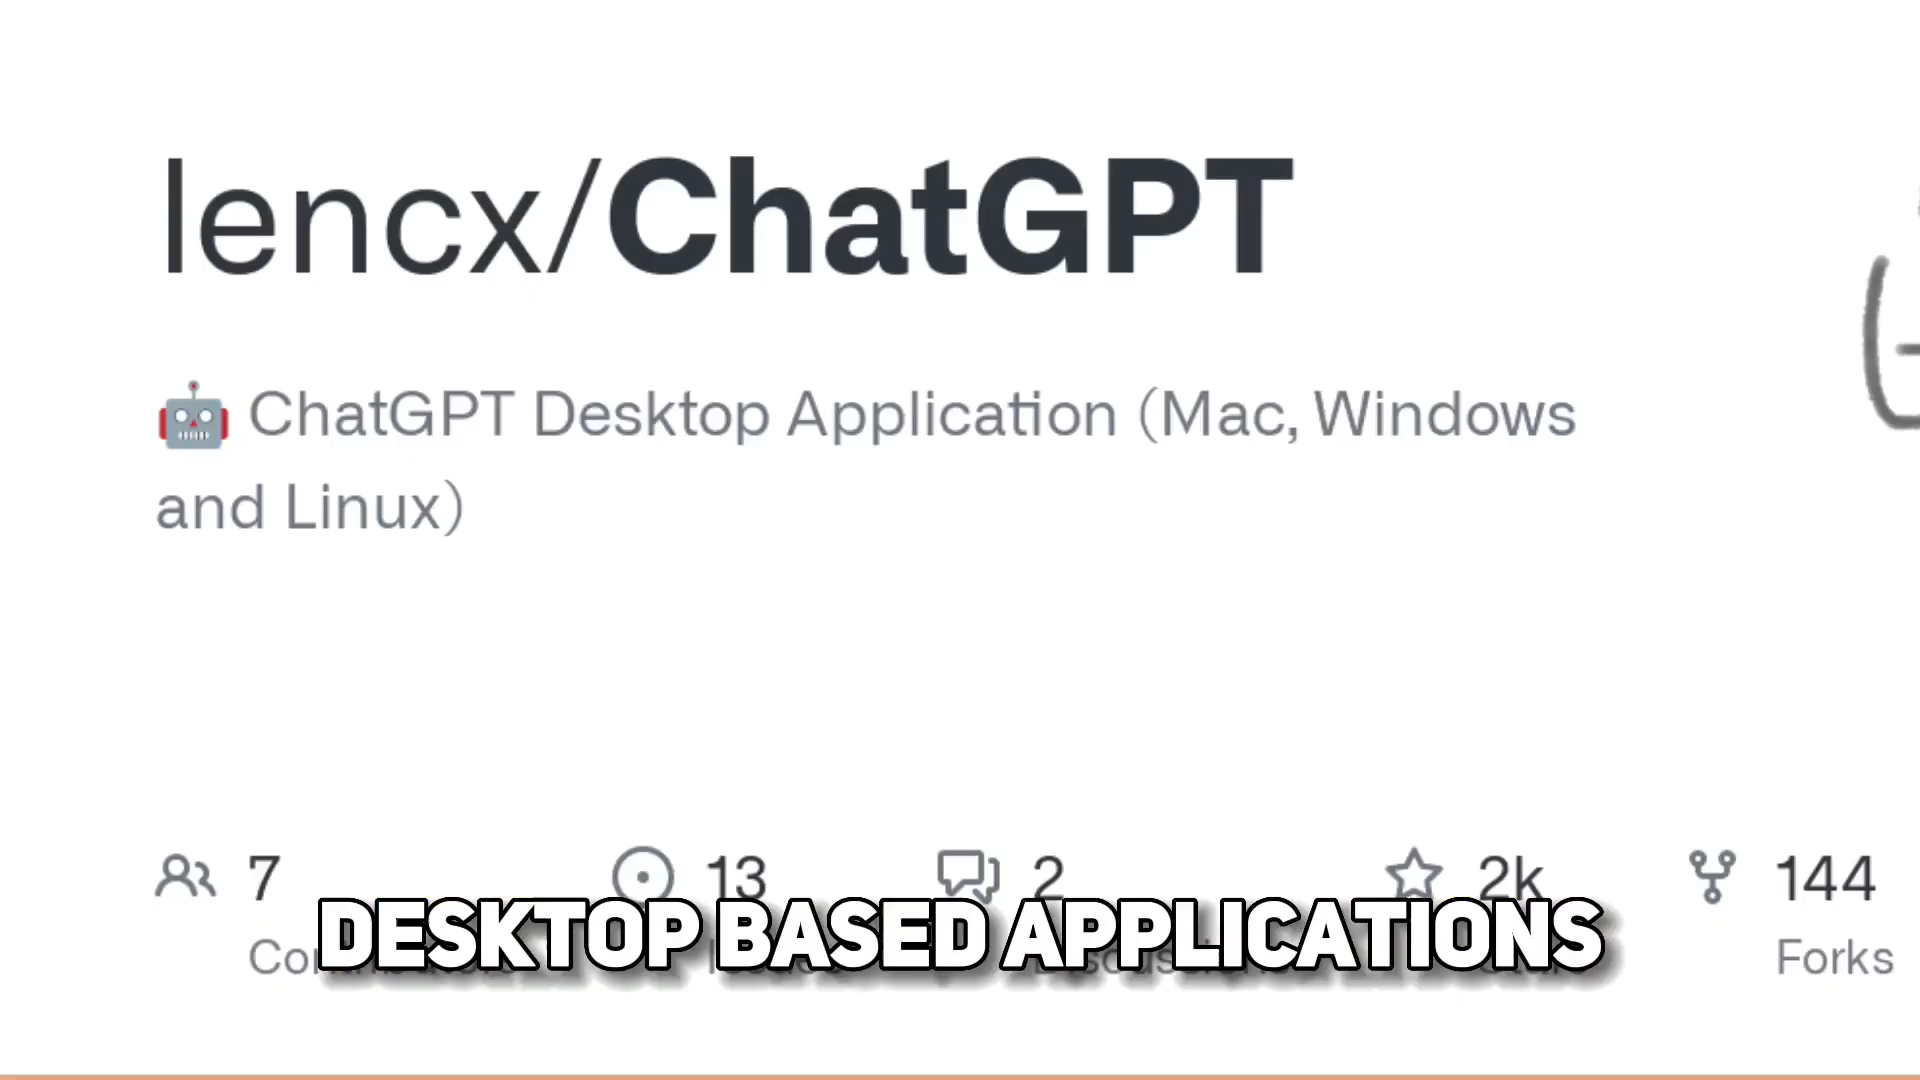 lencx/ChatGPT
🤖 ChatGPT Desktop Application (Mac, Windows
and Linux)
7 13 2 2k 144
Forks
DESKTOP BASED APPLICATIONS